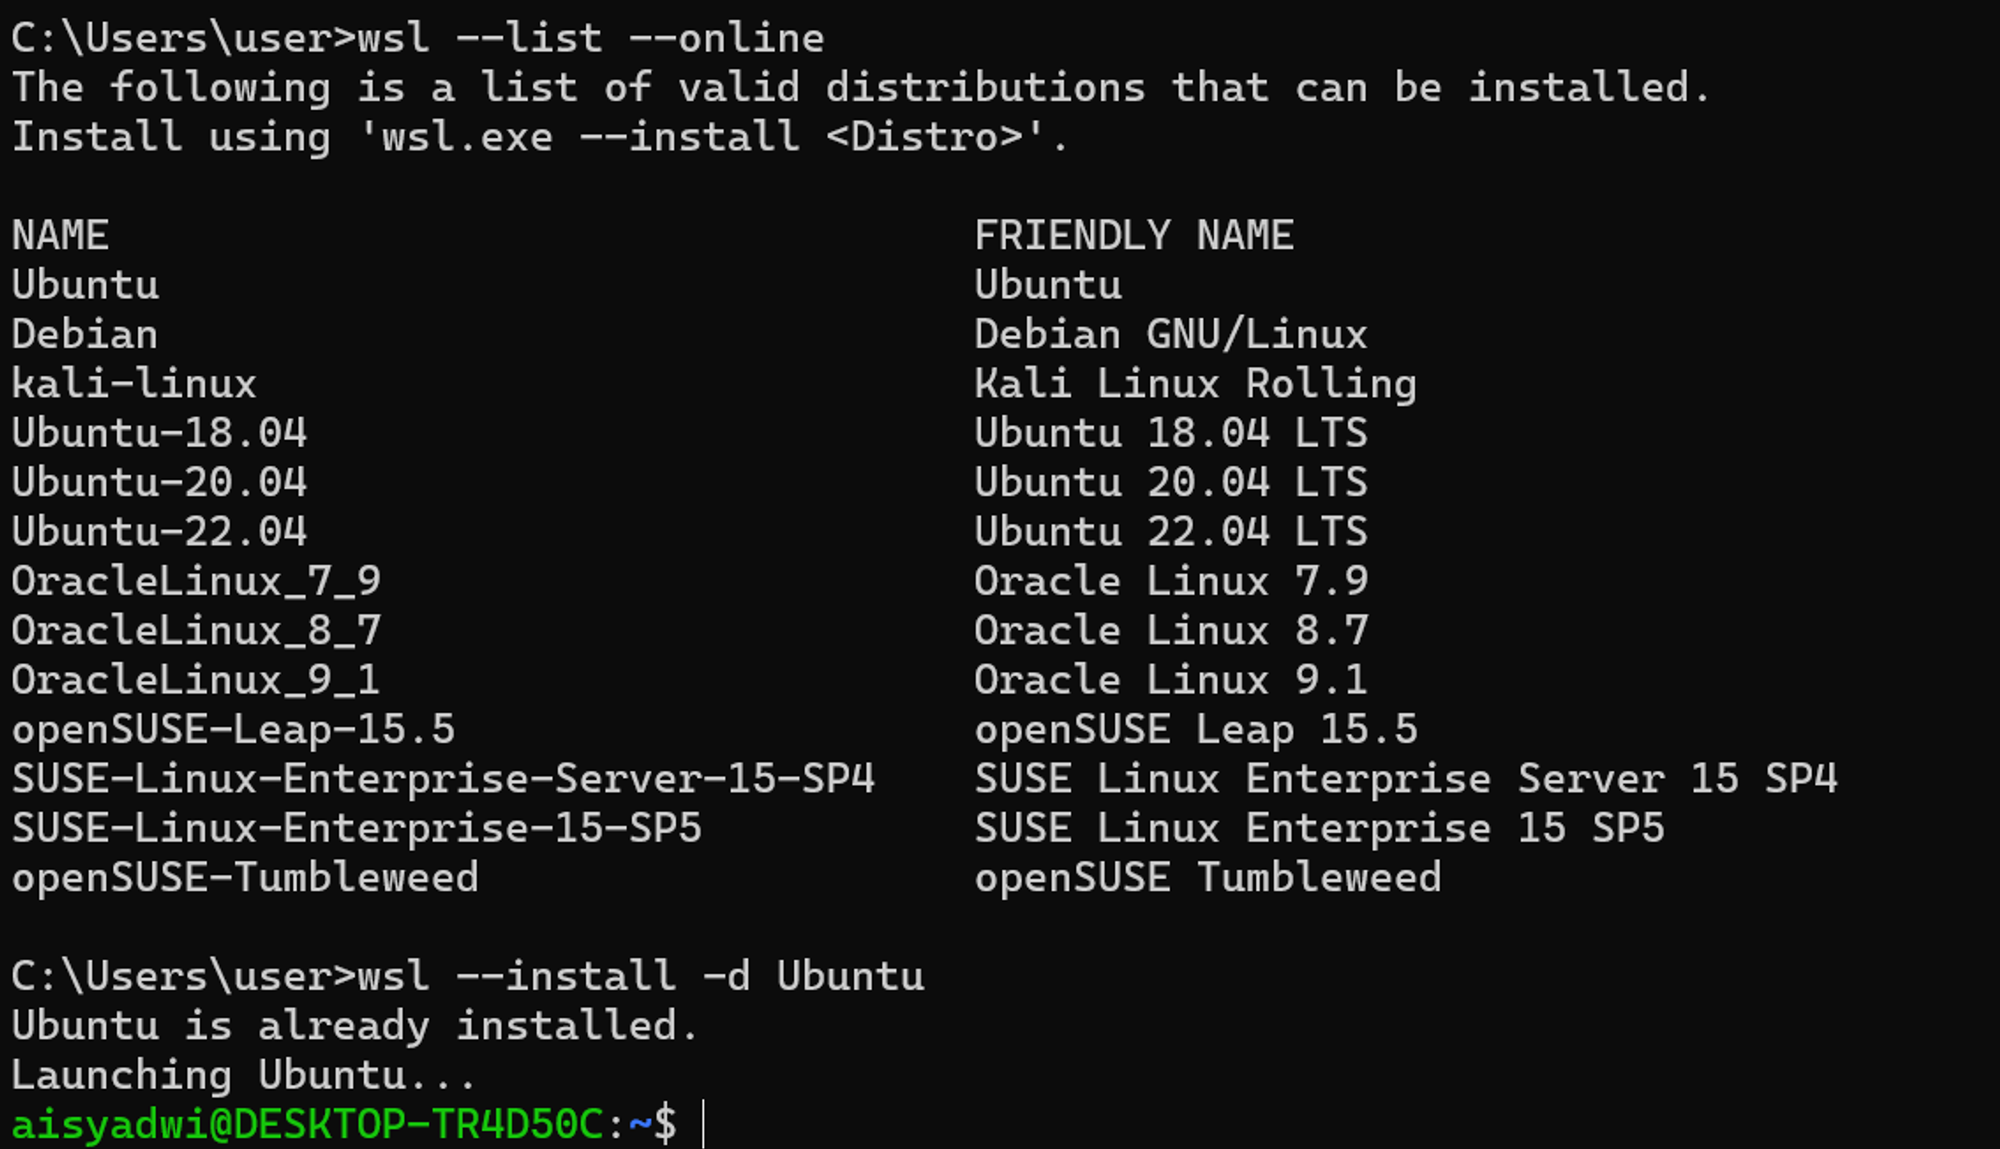 C:\Users\user>wsl --list --online
The following is a list of valid distributions that can be installed.
Install using 'wsl.exe --install <Distro>'.
NAME FRIENDLY NAME
Ubuntu Ubuntu
Debian Debian GNU/Linux
kali-linux Kali Linux Rolling
Ubuntu-18.04 Ubuntu 18.04 LTS
Ubuntu-20.04 Ubuntu 20.04 LTS
Ubuntu-22.04 Ubuntu 22.04 LTS
OracleLinux_7_9 Oracle Linux 7.9
OracleLinux_8_7 Oracle Linux 8.7
OracleLinux_9_1 Oracle Linux 9.1
openSUSE-Leap-15.5 openSUSE Leap 15.5
SUSE-Linux-Enterprise-Server-15-SP4 SUSE Linux Enterprise Server 15 SP4
SUSE-Linux-Enterprise-15-SP5 SUSE Linux Enterprise 15 SP5
openSUSE-Tumbleweed openSUSE Tumbleweed
C:\Users\user>wsl --install -d Ubuntu
Ubuntu is already installed.
Launching Ubuntu...
aisyadwi@DESKTOP-TR4D50C:~$